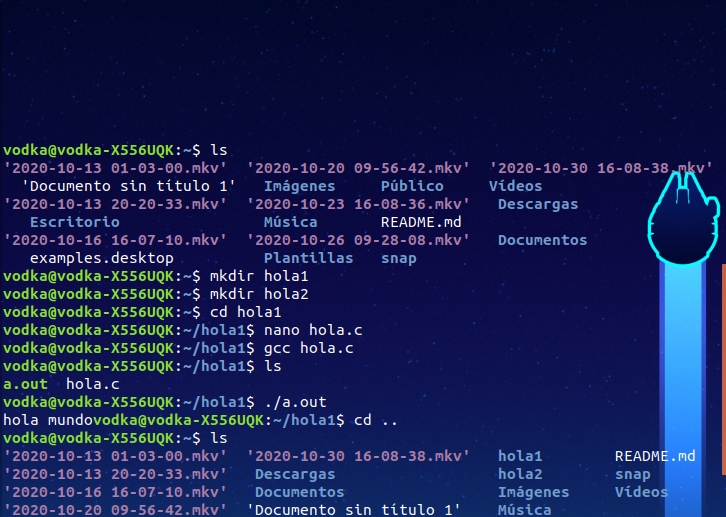 vodka@vodka-X556UQK:~$ ls
'2020-10-13 01-03-00.mkv'  '2020-10-20 09-56-42.mkv'  '2020-10-30 16-08-38.mkv'
'Documento sin título 1'  Imágenes  Público  Vídeos
'2020-10-13 20-20-33.mkv'  '2020-10-23 16-08-36.mkv'  Descargas
Escritorio  Música  README.md
'2020-10-16 16-07-10.mkv'  '2020-10-26 09-28-08.mkv'  Documentos
examples.desktop  Plantillas  snap
vodka@vodka-X556UQK:~$ mkdir hola1
vodka@vodka-X556UQK:~$ mkdir hola2
vodka@vodka-X556UQK:~$ cd hola1
vodka@vodka-X556UQK:~/hola1$ nano hola.c
vodka@vodka-X556UQK:~/hola1$ gcc hola.c
vodka@vodka-X556UQK:~/hola1$ ls
a.out  hola.c
vodka@vodka-X556UQK:~/hola1$ ./a.out
hola mundovodka@vodka-X556UQK:~/hola1$ cd ..
vodka@vodka-X556UQK:~$ ls
'2020-10-13 01-03-00.mkv'  '2020-10-30 16-08-38.mkv'  hola1  README.md
'2020-10-13 20-20-33.mkv'  Descargas  hola2  snap
'2020-10-16 16-07-10.mkv'  Documentos  Imágenes  Vídeos
'2020-10-20 09-56-42.mkv'  'Documento sin título 1'  Música